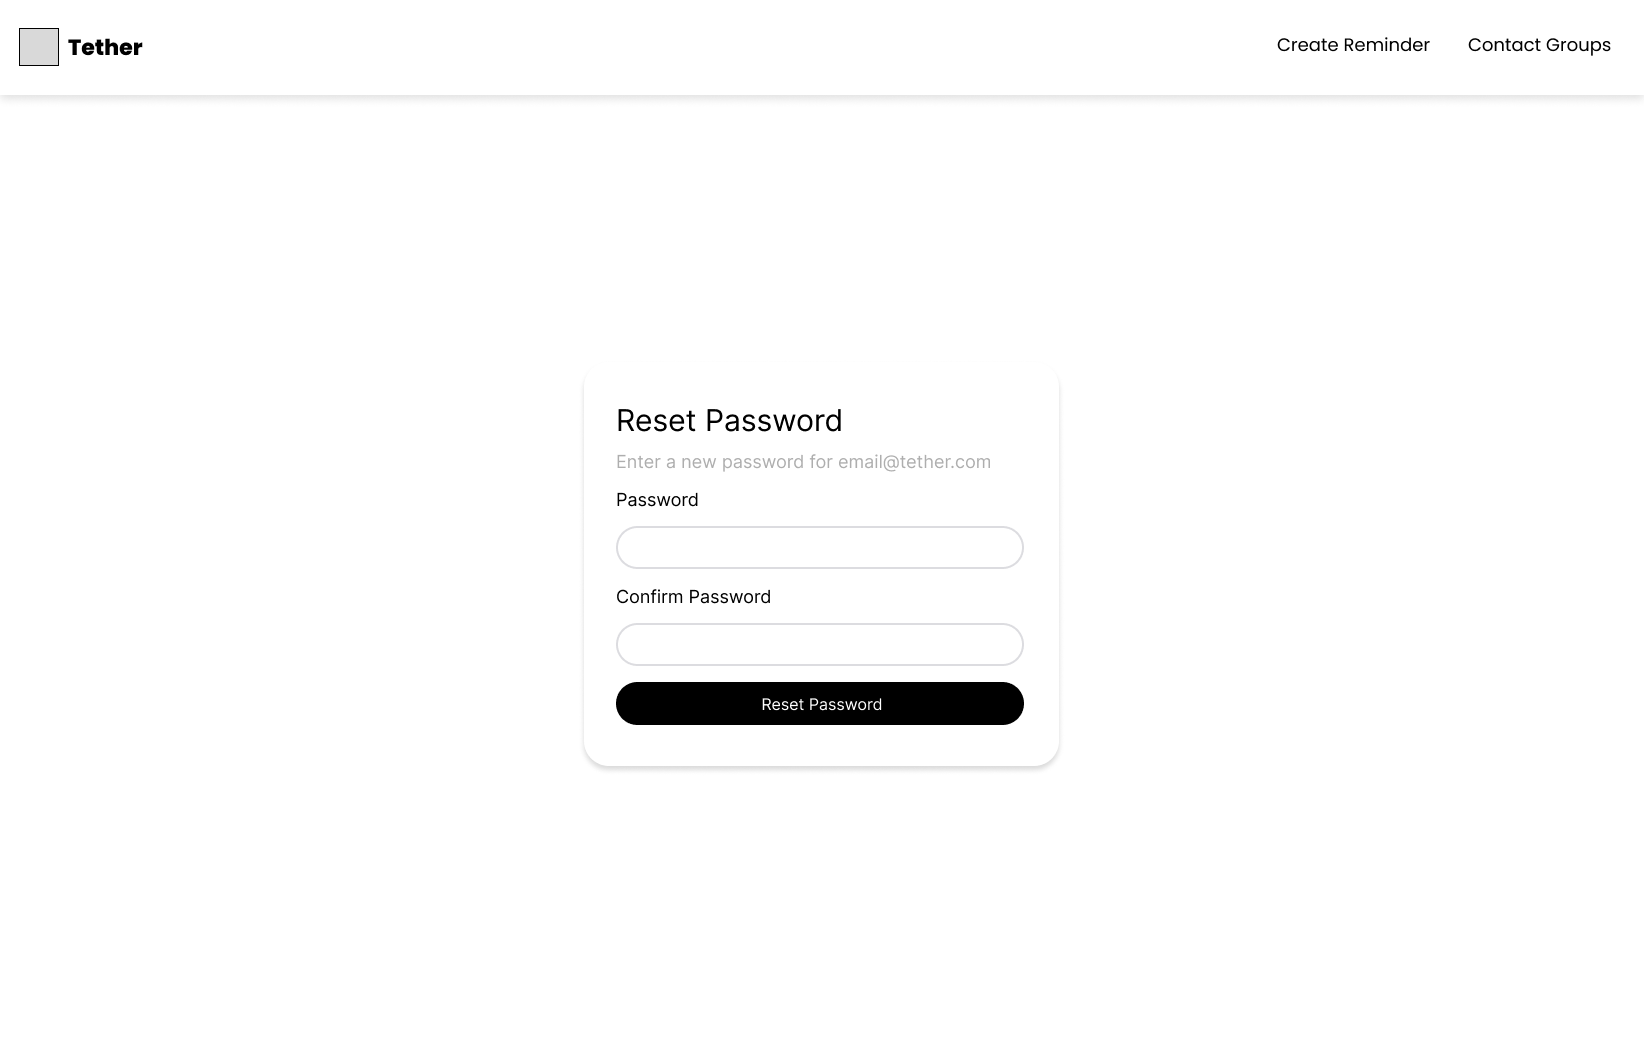 Tether
Create Reminder
Contact Groups
Reset Password
Enter a new password for email@tether.com
Password
Confirm Password
Reset Password